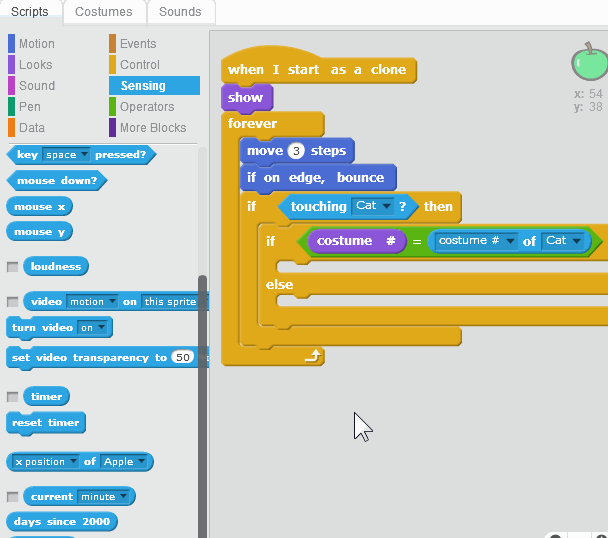 Scripts Costumes Sounds
Motion Events
Looks Control
Sound Sensing
Pen Operators
Data More Blocks
key space pressed?
mouse down?
mouse x
mouse y
loudness
video motion on this sprite
turn video on
set video transparency to 50
timer
reset timer
x position of Apple
current minute
days since 2000
when I start as a clone
show
forever
move 3 steps
if on edge, bounce
if touching Cat ? then
if costume # = costume # of Cat
else
x: 54
y: 38